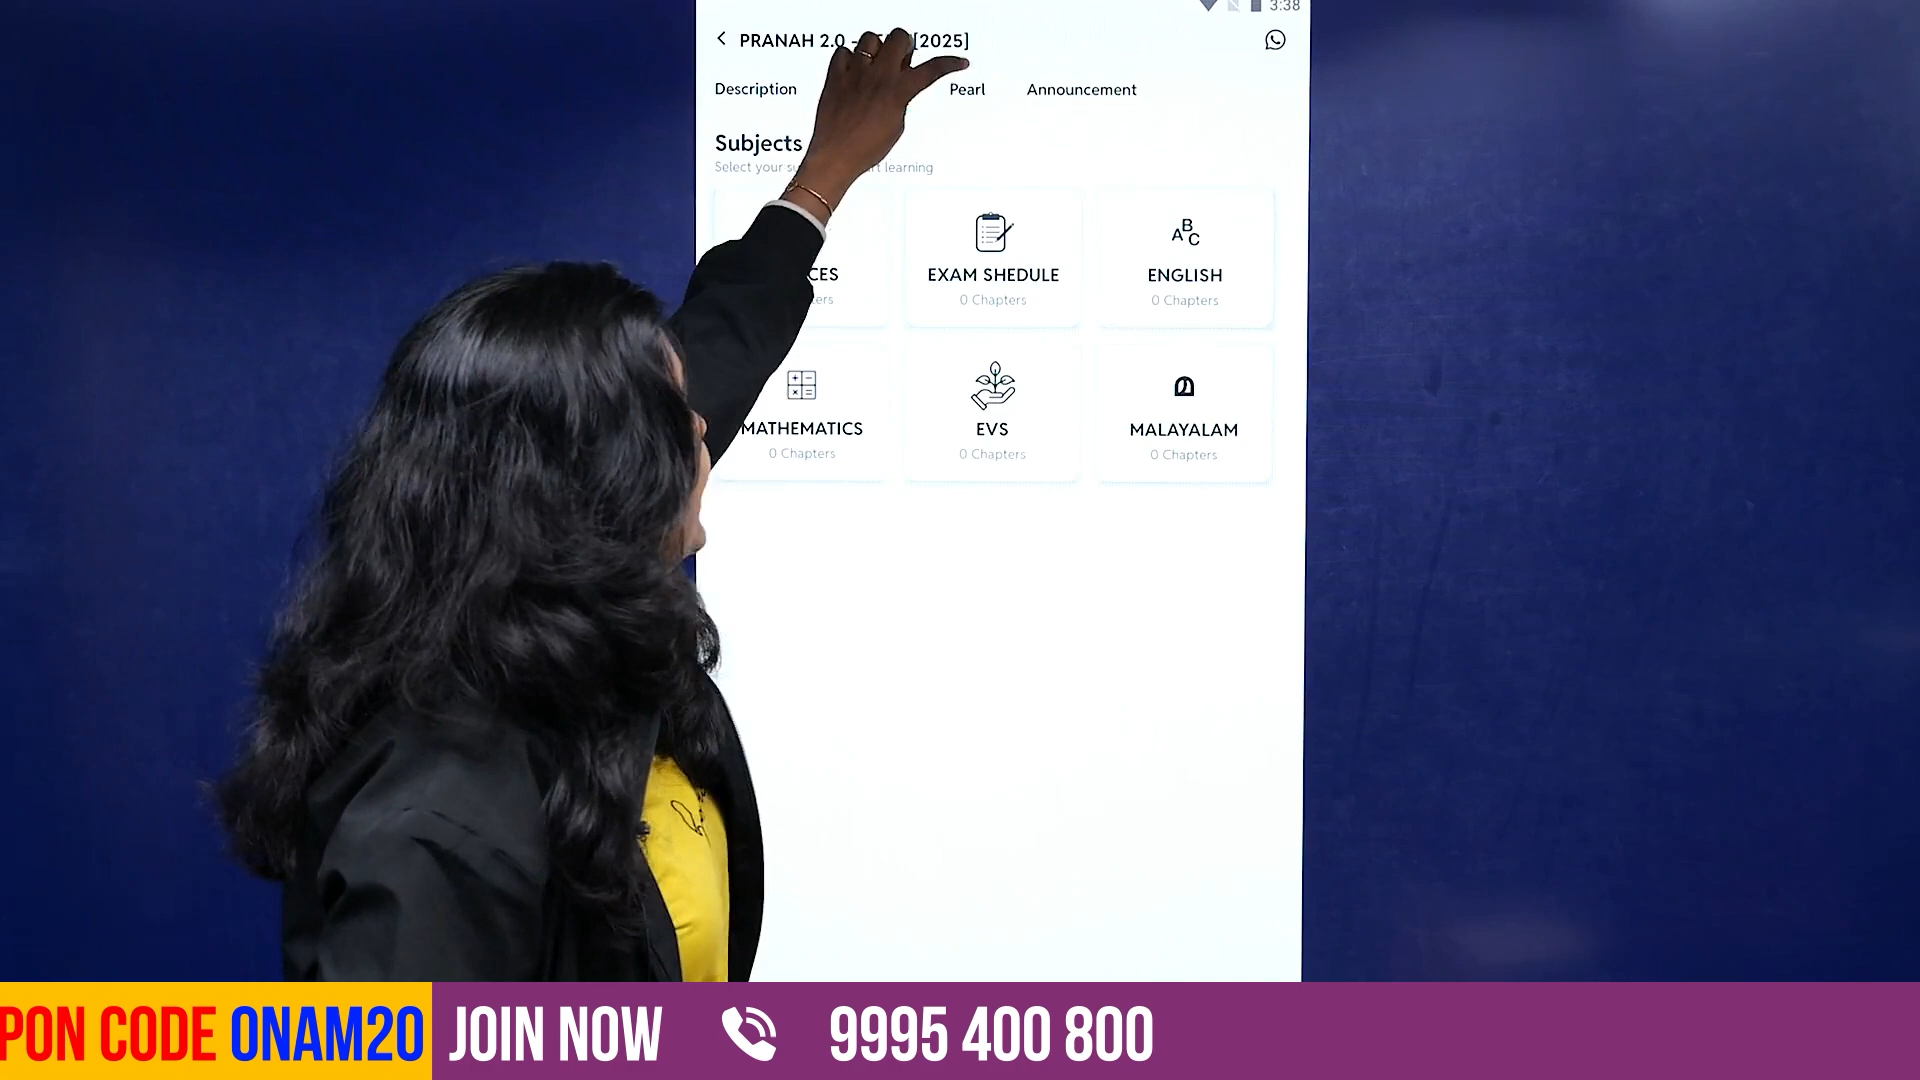 3:38
PRANAH 2.0 - [2025]
Description Pearl Announcement
Subjects
Select your learning
EXAM SHEDULE
0 Chapters
ENGLISH
0 Chapters
MATHEMATICS
0 Chapters
EVS
0 Chapters
മ
MALAYALAM
0 Chapters
PON CODE ONAM20 JOIN NOW 9995 400 800